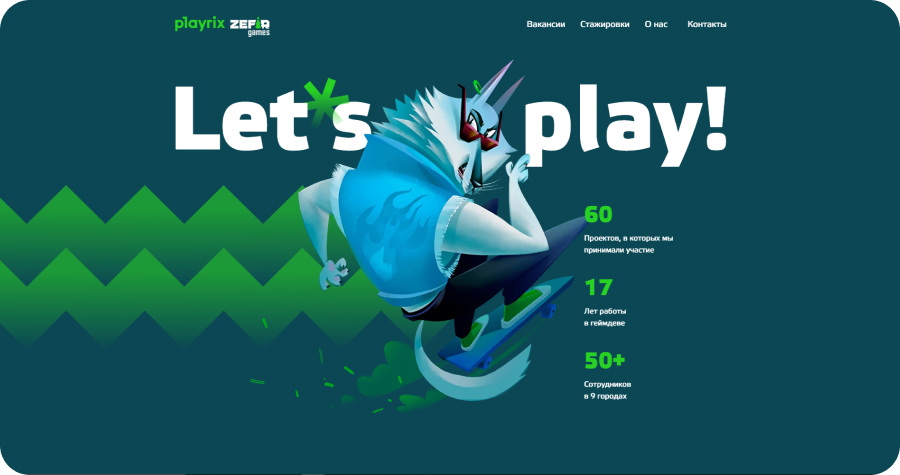 playrix ZEFIR games
Вакансии Стажировки О нас Контакты
Let*s play!
60
Проектов, в которых мы
принимали участие
17
Лет работы
в геймдеве
50+
Сотрудников
в 9 городах